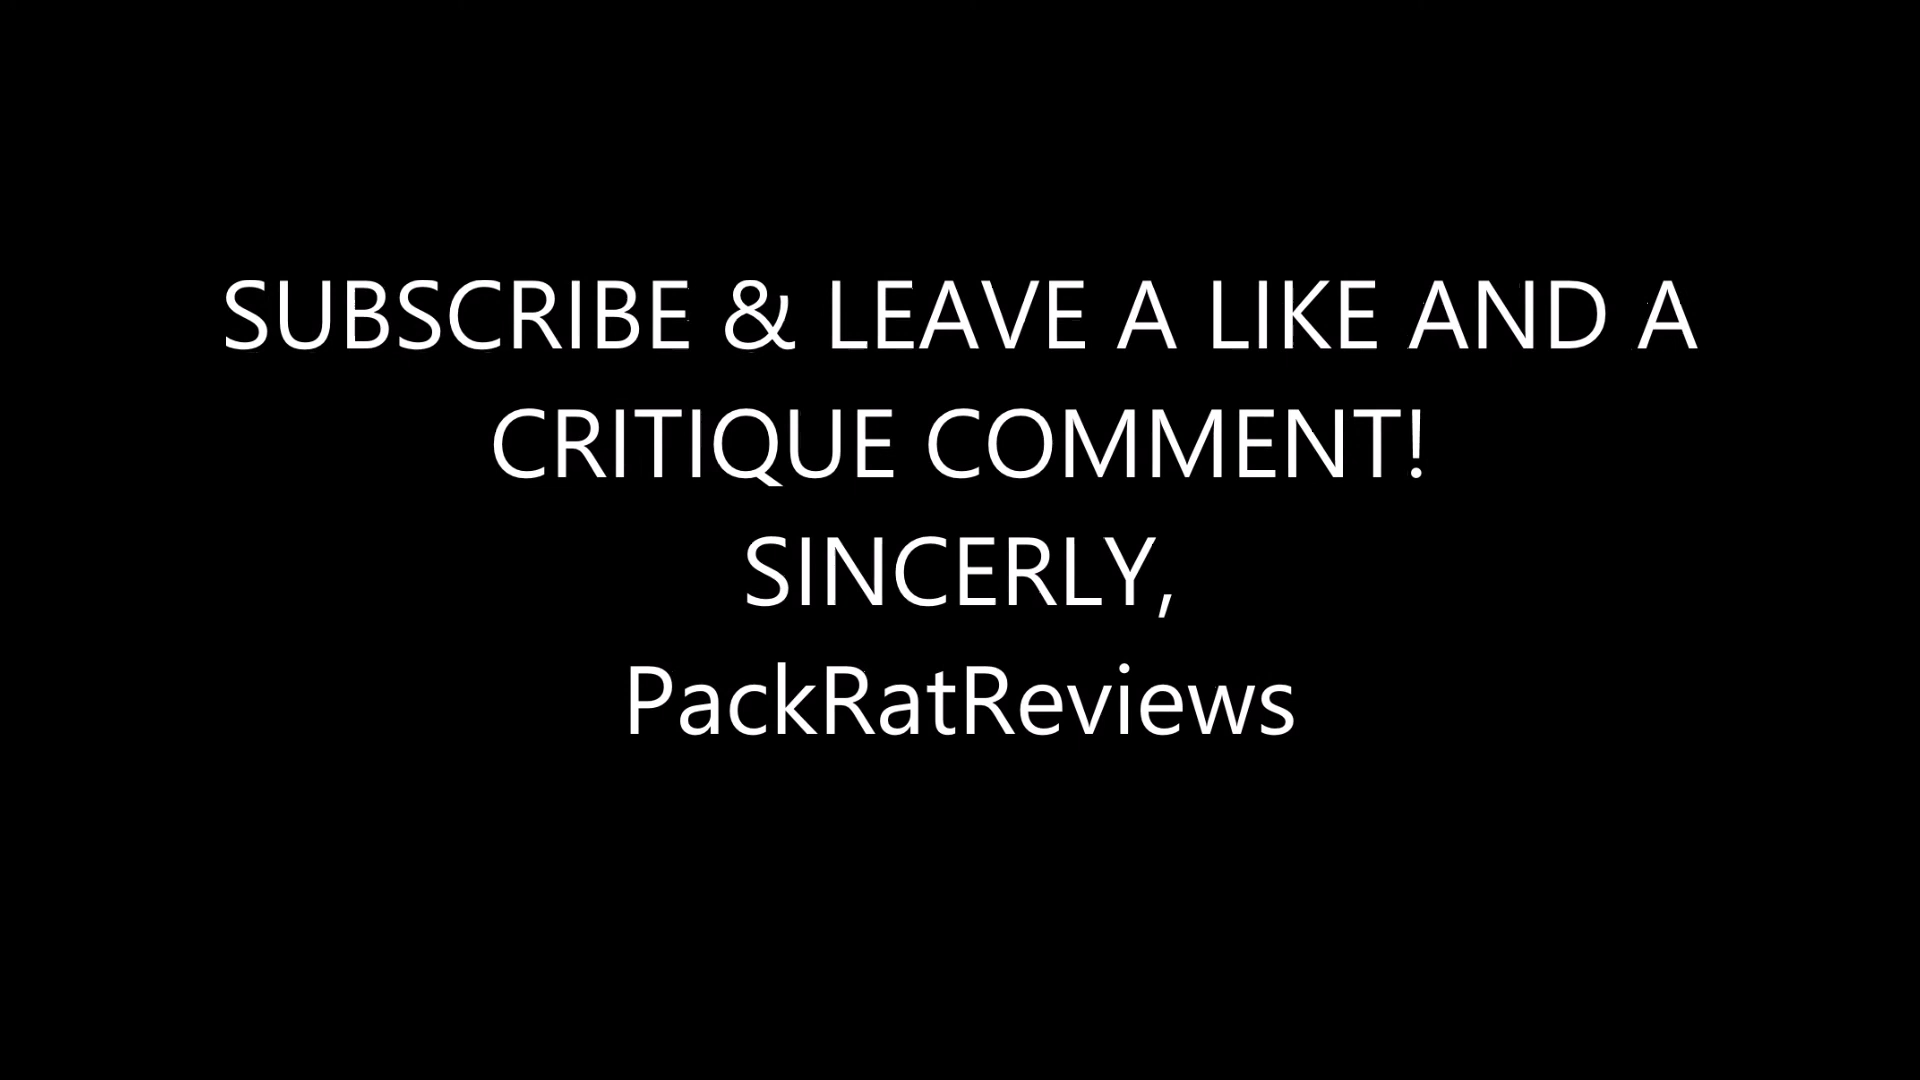 SUBSCRIBE & LEAVE A LIKE AND A
CRITIQUE COMMENT!
SINCERLY,
PackRatReviews